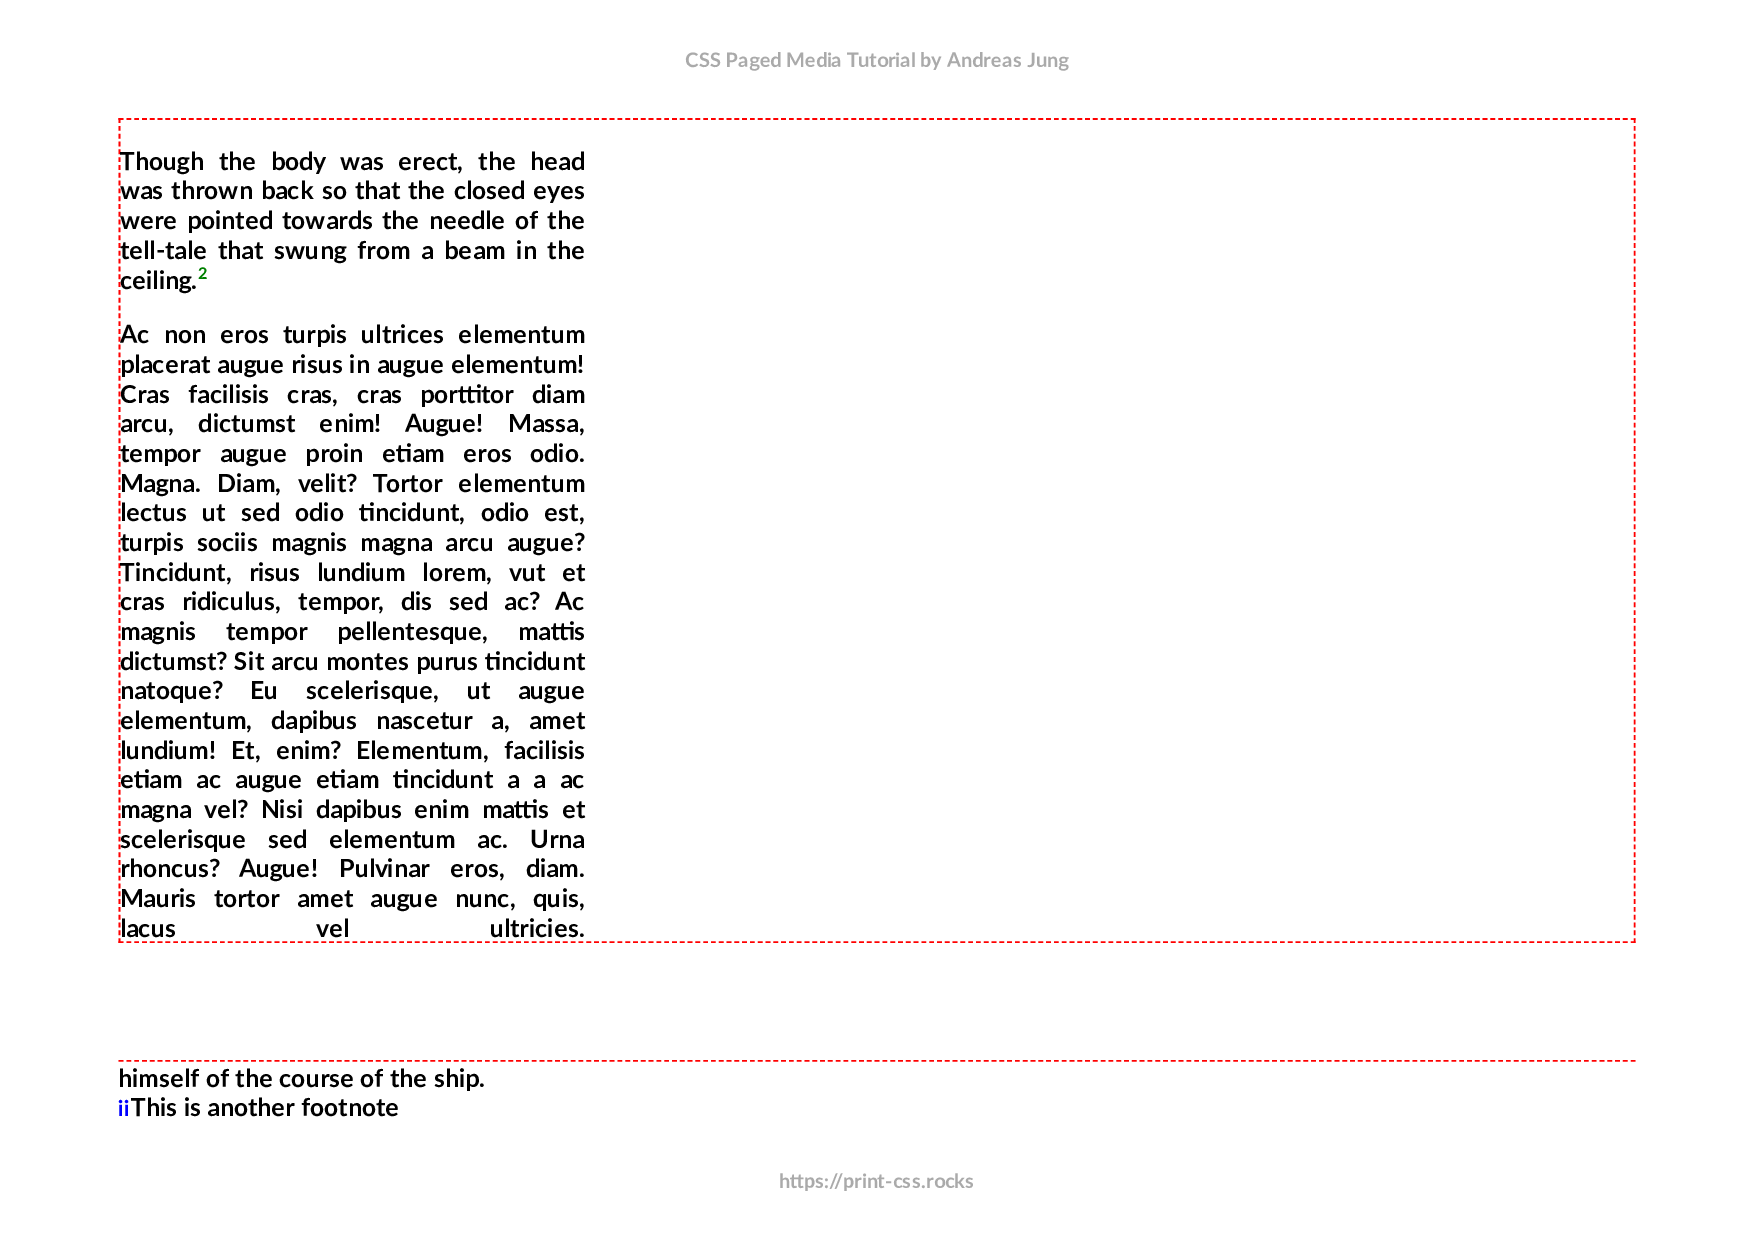 CSS Paged Media Tutorial by Andreas Jung
Though the body was erect, the head
was thrown back so that the closed eyes
were pointed towards the needle of the
tell-tale that swung from a beam in the
ceiling.2
Ac non eros turpis ultrices elementum
placerat augue risus in augue elementum!
Cras facilisis cras, cras porttitor diam
arcu, dictumst enim! Augue! Massa,
tempor augue proin etiam eros odio.
Magna. Diam, velit? Tortor elementum
lectus ut sed odio tincidunt, odio est,
turpis sociis magnis magna arcu augue?
Tincidunt, risus lundium lorem, vut et
cras ridiculus, tempor, dis sed ac? Ac
magnis tempor pellentesque, mattis
dictumst? Sit arcu montes purus tincidunt
natoque? Eu scelerisque, ut augue
elementum, dapibus nascetur a, amet
lundium! Et, enim? Elementum, facilisis
etiam ac augue etiam tincidunt a a ac
magna vel? Nisi dapibus enim mattis et
scelerisque sed elementum ac. Urna
rhoncus? Augue! Pulvinar eros, diam.
Mauris tortor amet augue nunc, quis,
lacus vel ultricies.
himself of the course of the ship.
iiThis is another footnote
https://print-css.rocks